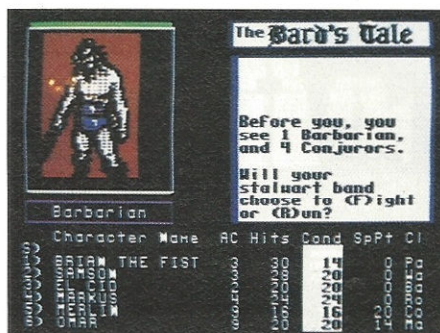 The Bard's Tale
Before you, you
see 1 Barbarian,
and 4 Conjurors.
Will your
stalwart band
choose to (F)ight
or (R)un?
Barbarian
Character Name AC Hits Cond SpPt Cl
S>
1> BRIAN THE FIST 3 30 14 0 Pa
2> SAMSON 3 28 20 0 Wa
3> EL CID 2 20 20 0 Ba
4> MARKUS 4 24 24 0 Ro
5> MERLIN 9 16 16 20 Co
6> OMAR 9 20 20 14 Ma